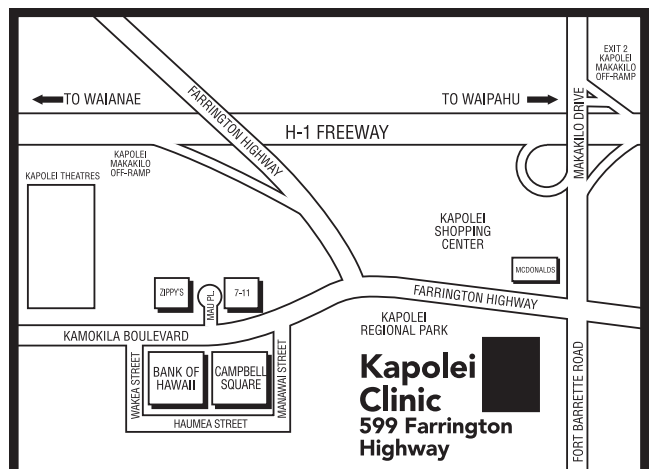 EXIT 2
KAPOLEI
MAKAKILO
OFF-RAMP
TO WAIANAE
TO WAIPAHU
FARRINGTON HIGHWAY
MAKAKILO DRIVE
H-1 FREEWAY
KAPOLEI
MAKAKILO
OFF-RAMP
KAPOLEI THEATRES
KAPOLEI
SHOPPING
CENTER
MCDONALDS
ZIPPY'S
MAU PL.
7-11
FARRINGTON HIGHWAY
KAPOLEI
REGIONAL PARK
KAMOKILA BOULEVARD
WAKEA STREET
BANK OF
HAWAII
CAMPBELL
SQUARE
MANAWAI STREET
HAUMEA STREET
Kapolei
Clinic
599 Farrington
Highway
FORT BARRETTE ROAD